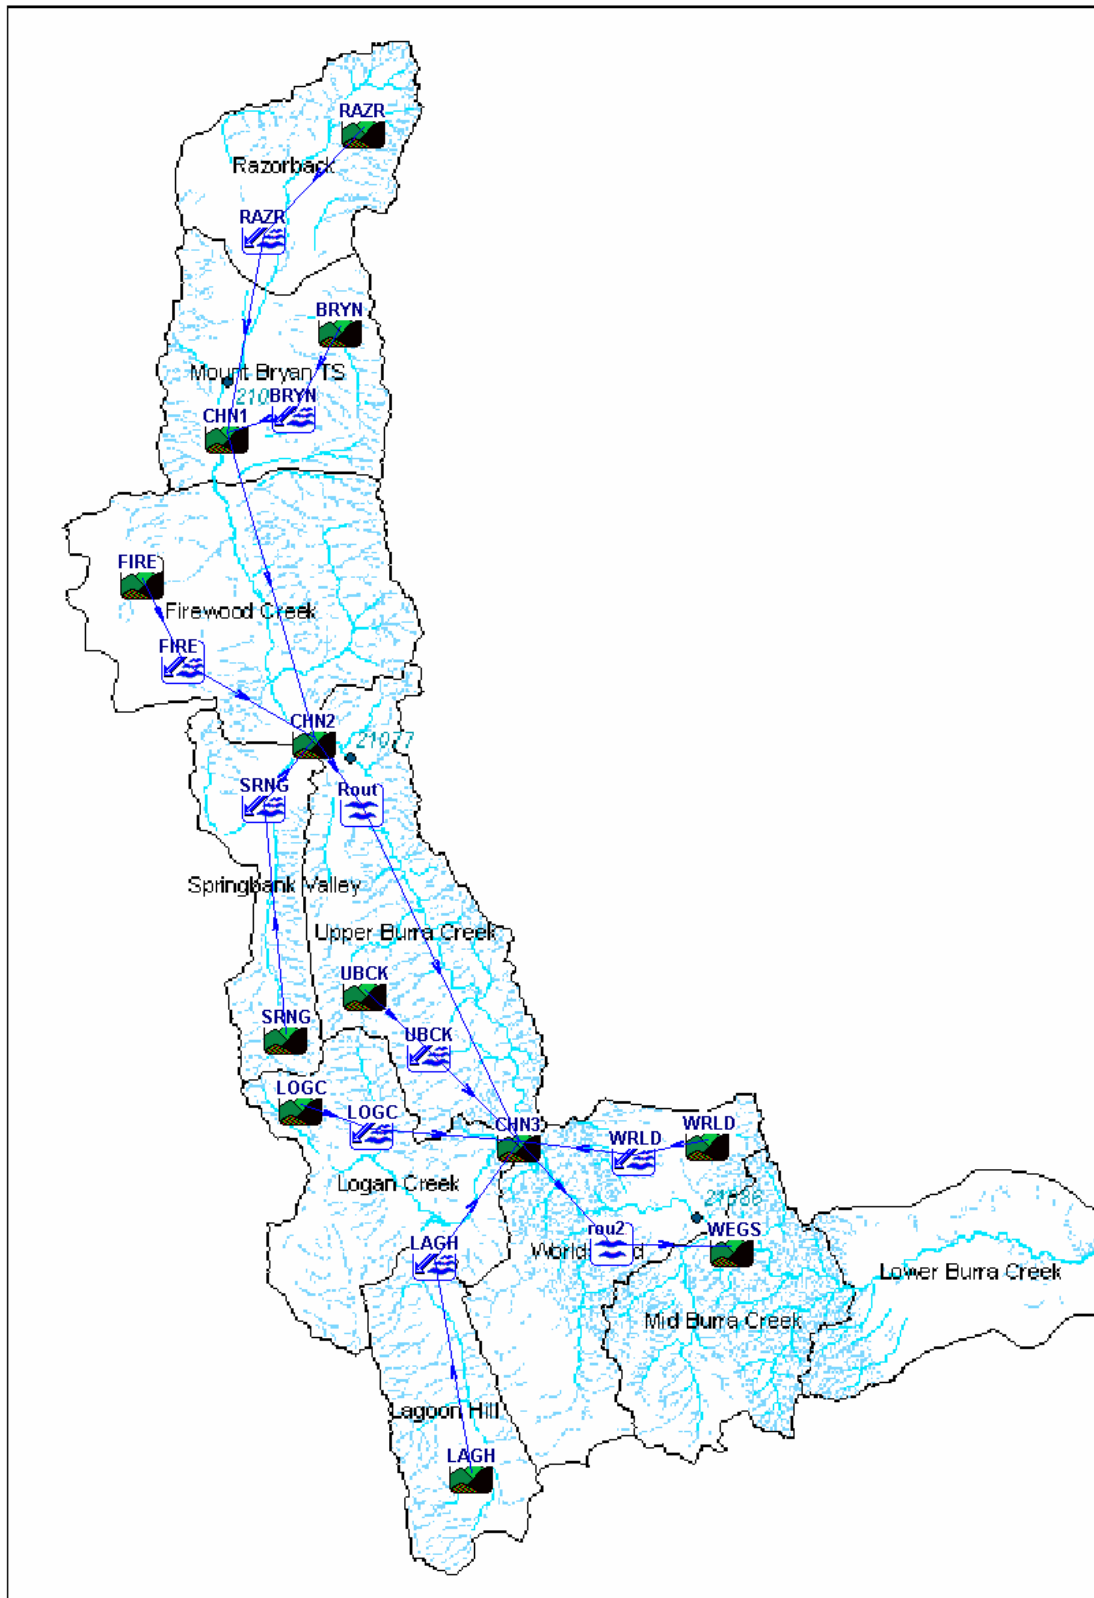 RAZR
Razorback
RAZR
BRYN
Mount Bryan TS
BRYN
CHN1
FIRE
Firewood Creek
FIRE
CHN2
21077
SRNG
Rout
Springbank Valley
Upper Burra Creek
UBCK
SRNG
UBCK
LOGC
LOGC
CHN3
WRLD
WRLD
Logan Creek
LAGH
rou2
WEGS
Lower Burra Creek
Mid Burra Creek
Lagoon Hill
LAGH